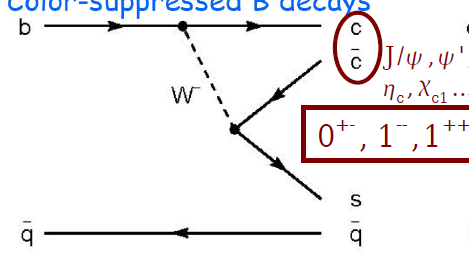 Color-suppressed B decays
b
c
c̄
J/ψ, ψ'
η_c, χ_c1...
W⁻
0⁺⁻, 1⁻⁻, 1⁺⁺
s
q̄
q̄